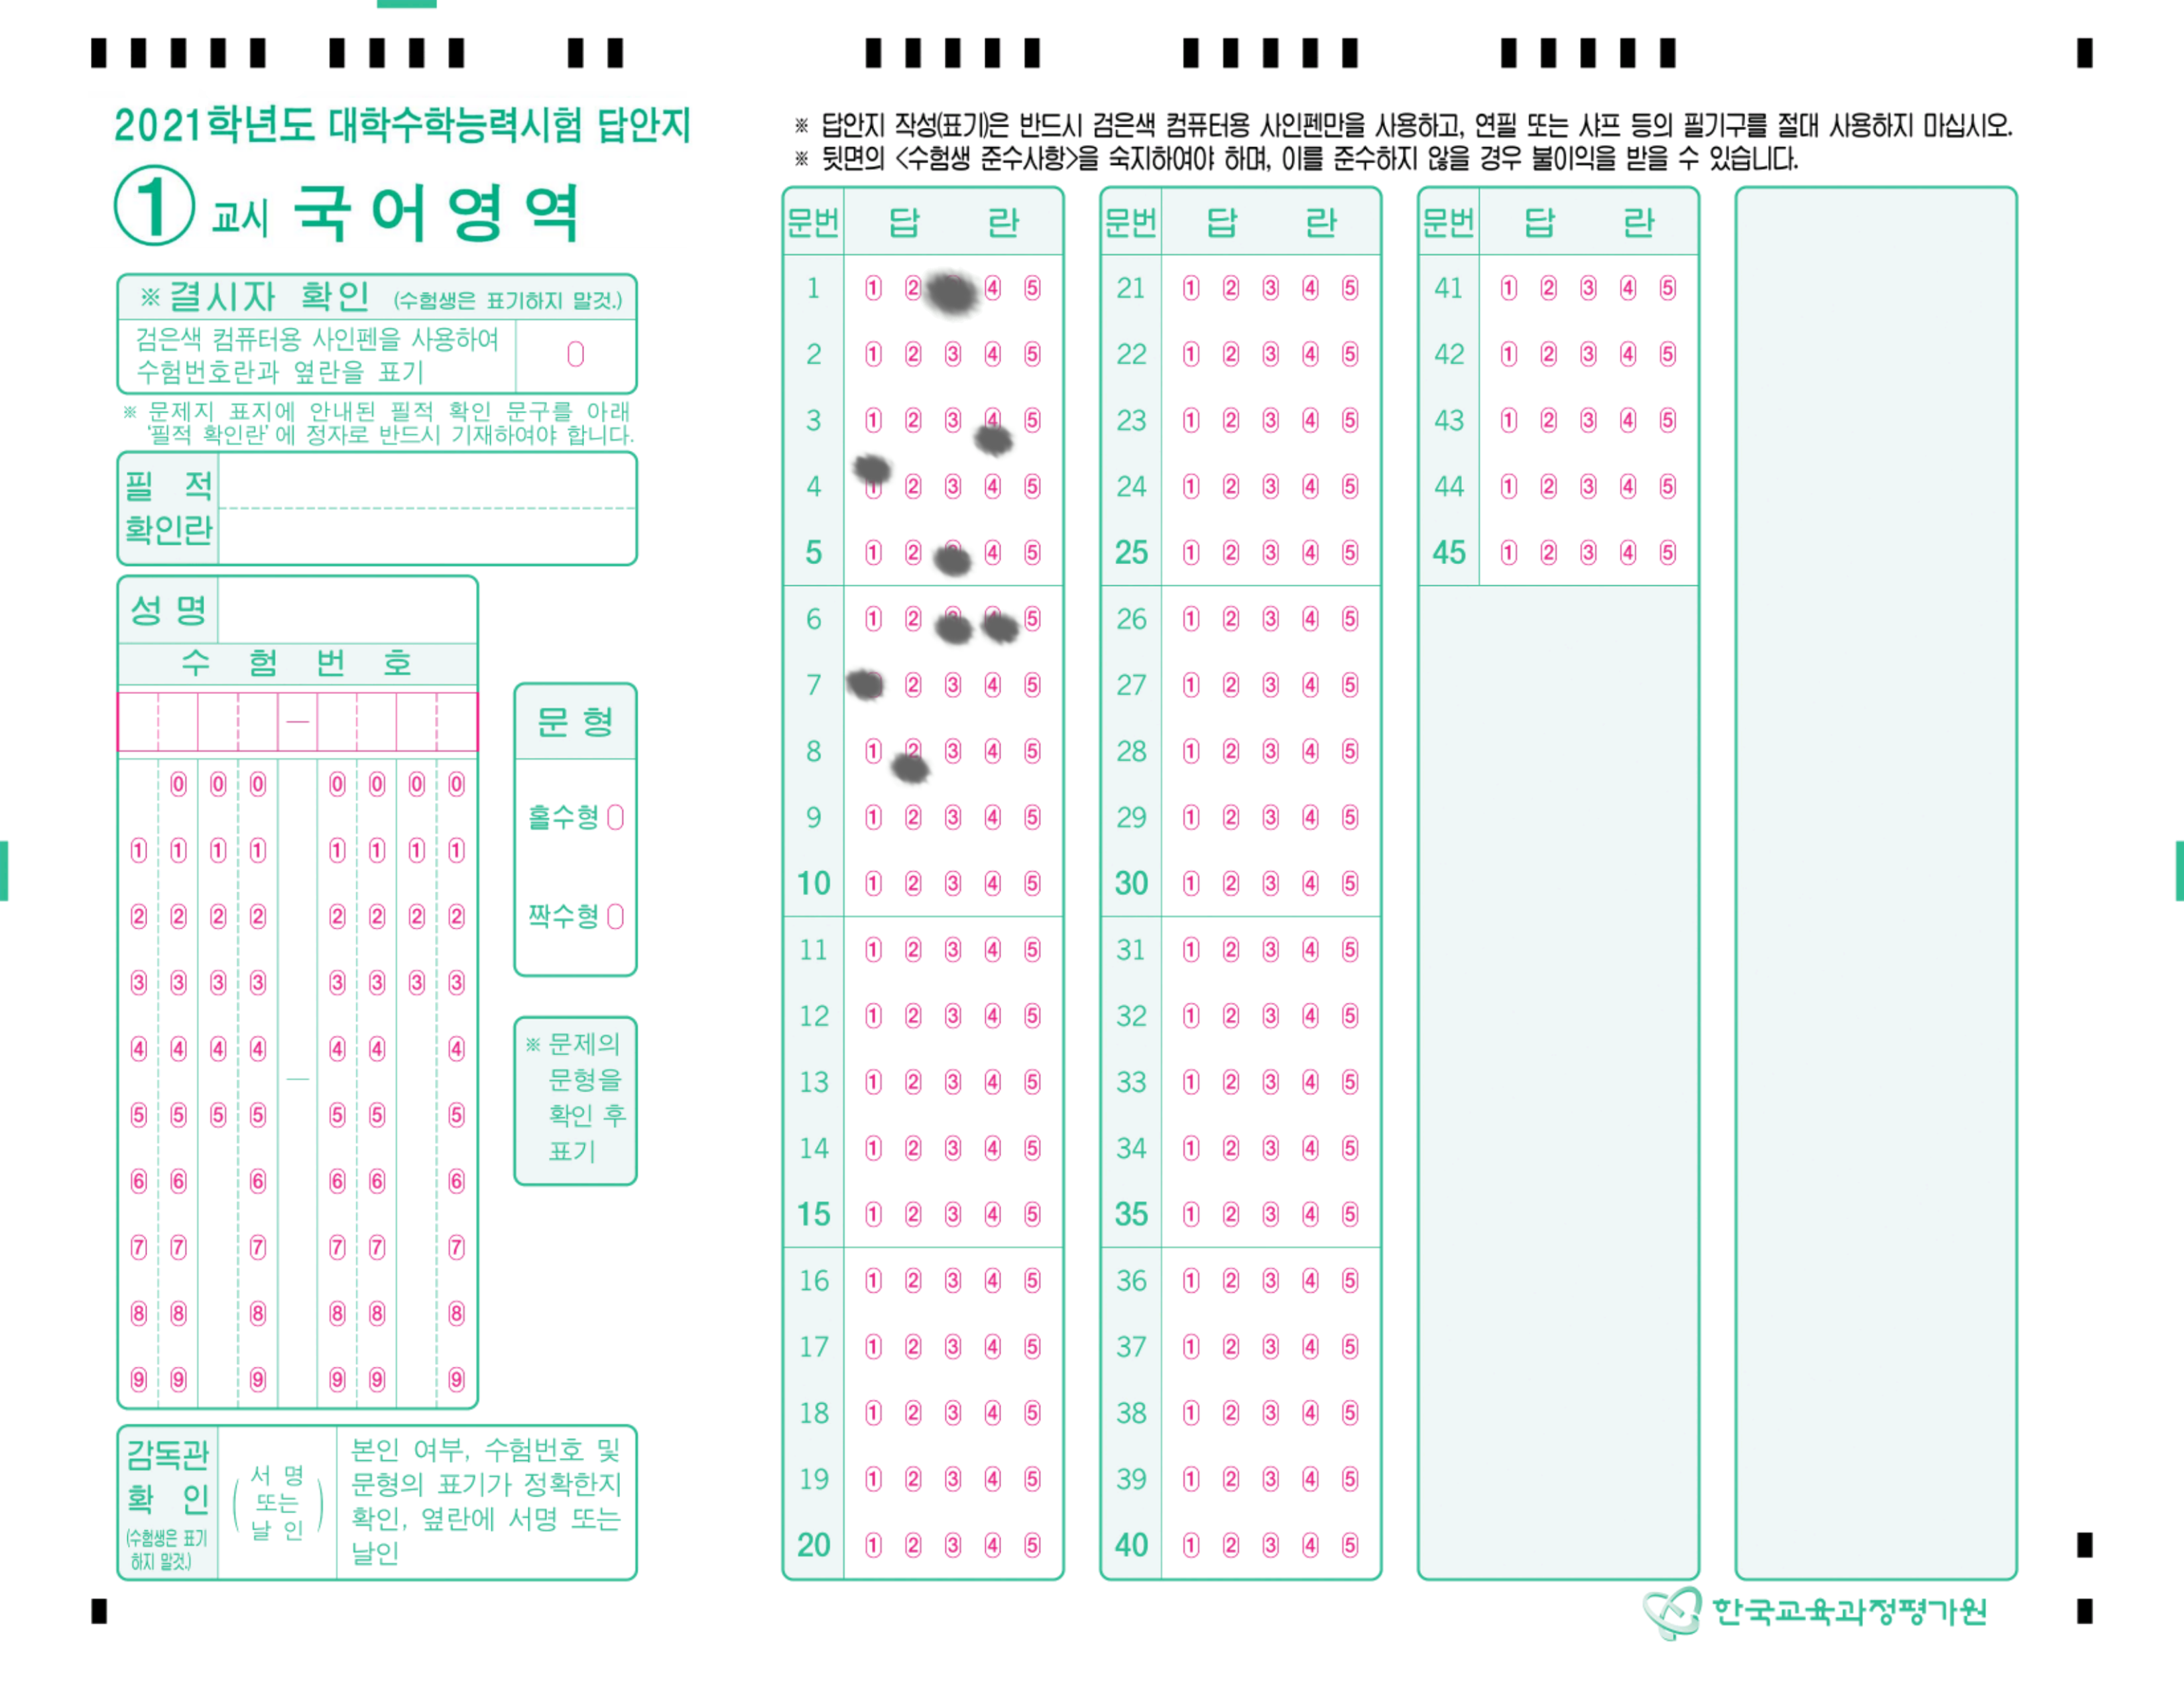 2021학년도 대학수학능력시험 답안지
1 교시 국어영역
※ 결시자 확인 (수험생은 표기하지 말것.)
검은색 컴퓨터용 사인펜을 사용하여
수험번호란과 옆란을 표기
※ 문제지 표지에 안내된 필적 확인 문구를 아래
'필적 확인란'에 정자로 반드시 기재하여야 합니다.
필 적
확인란
성명
수 험 번 호
—
0 0 0 0 0 0 0
1 1 1 1 1 1 1 1
2 2 2 2 2 2 2 2
3 3 3 3 3 3 3 3
4 4 4 4 4 4 4
—
5 5 5 5 5 5 5
6 6 6 6 6 6
7 7 7 7 7 7
8 8 8 8 8 8
9 9 9 9 9 9
문형
홀수형
짝수형
※ 문제의
문형을
확인 후
표기
감독관
확 인
(수험생은 표기
하지 말것.)
서 명
또는
날 인
본인 여부, 수험번호 및
문형의 표기가 정확한지
확인, 옆란에 서명 또는
날인
※ 답안지 작성(표기)은 반드시 검은색 컴퓨터용 사인펜만을 사용하고, 연필 또는 샤프 등의 필기구를 절대 사용하지 마십시오.
※ 뒷면의 <수험생 준수사항>을 숙지하여야 하며, 이를 준수하지 않을 경우 불이익을 받을 수 있습니다.
문번 답 란
1 1 2 4 5
2 1 2 3 4 5
3 1 2 3 4 5
4 1 2 3 4 5
5 1 2 4 5
6 1 2 5
7 2 3 4 5
8 1 2 3 4 5
9 1 2 3 4 5
10 1 2 3 4 5
11 1 2 3 4 5
12 1 2 3 4 5
13 1 2 3 4 5
14 1 2 3 4 5
15 1 2 3 4 5
16 1 2 3 4 5
17 1 2 3 4 5
18 1 2 3 4 5
19 1 2 3 4 5
20 1 2 3 4 5
문번 답 란
21 1 2 3 4 5
22 1 2 3 4 5
23 1 2 3 4 5
24 1 2 3 4 5
25 1 2 3 4 5
26 1 2 3 4 5
27 1 2 3 4 5
28 1 2 3 4 5
29 1 2 3 4 5
30 1 2 3 4 5
31 1 2 3 4 5
32 1 2 3 4 5
33 1 2 3 4 5
34 1 2 3 4 5
35 1 2 3 4 5
36 1 2 3 4 5
37 1 2 3 4 5
38 1 2 3 4 5
39 1 2 3 4 5
40 1 2 3 4 5
문번 답 란
41 1 2 3 4 5
42 1 2 3 4 5
43 1 2 3 4 5
44 1 2 3 4 5
45 1 2 3 4 5
한국교육과정평가원